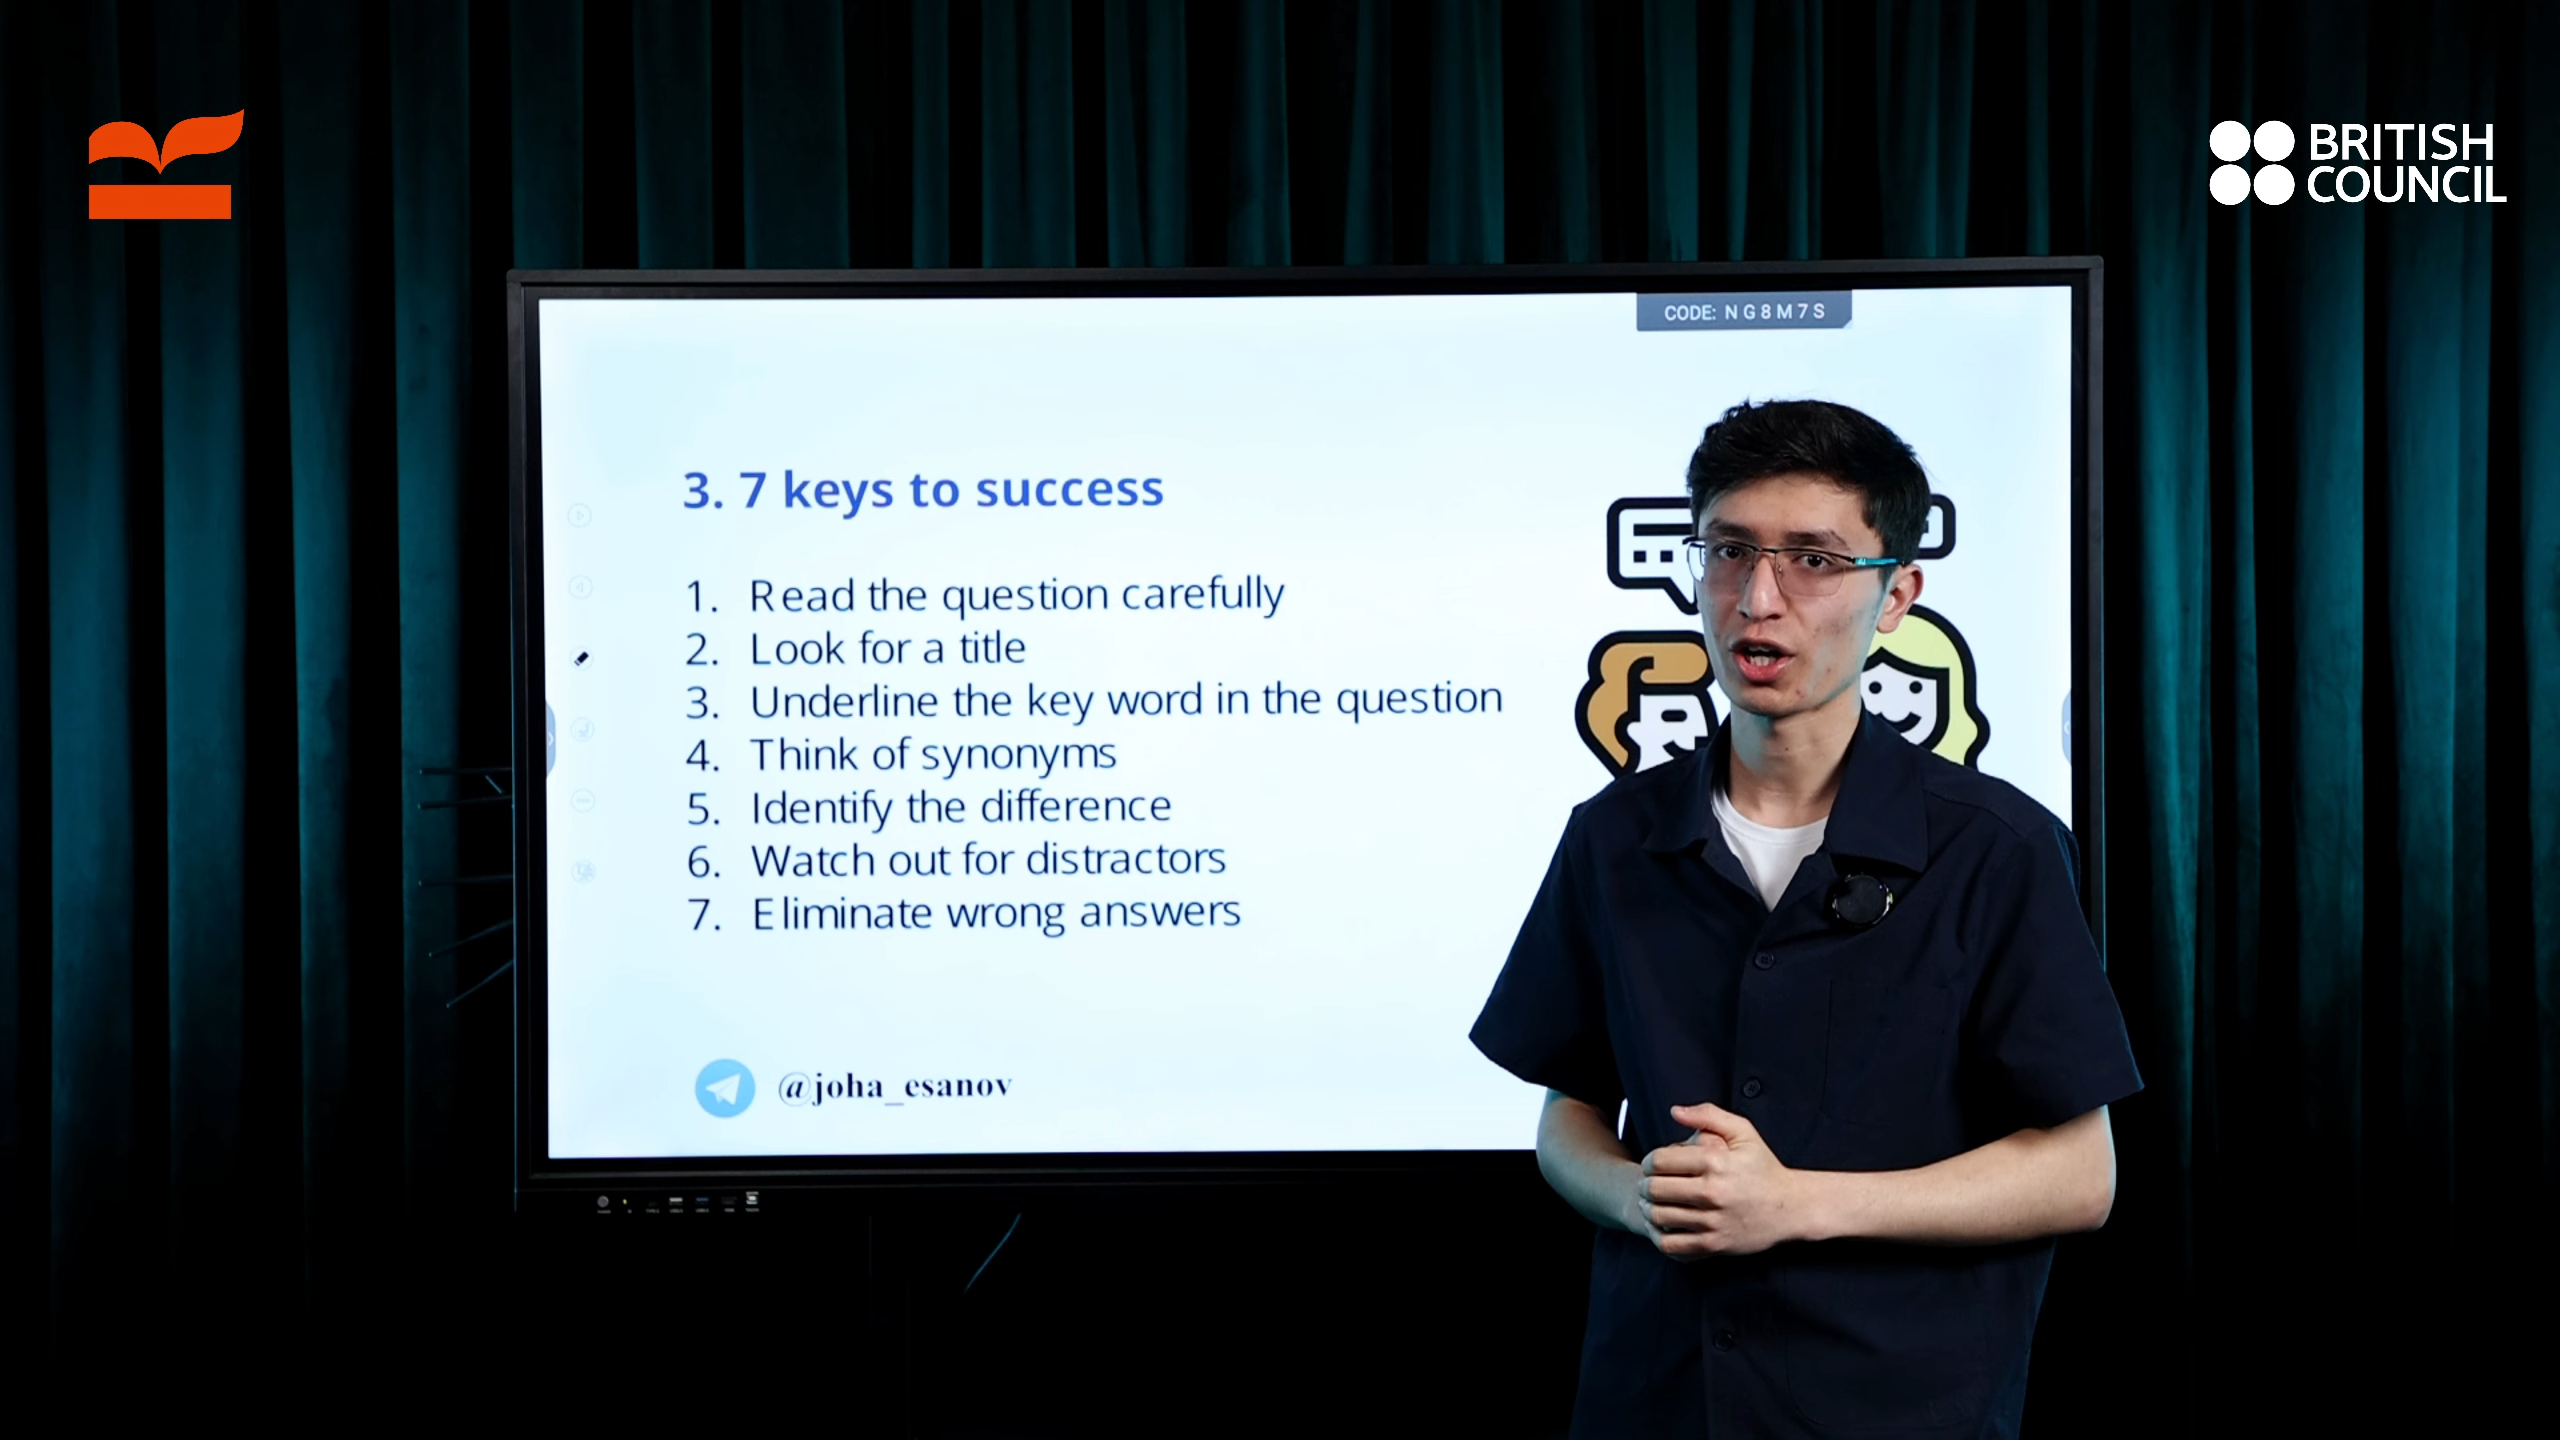 BRITISH
COUNCIL
CODE: NG8M7S
3. 7 keys to success
1. Read the question carefully
2. Look for a title
3. Underline the key word in the question
4. Think of synonyms
5. Identify the difference
6. Watch out for distractors
7. Eliminate wrong answers
@joha_esanov